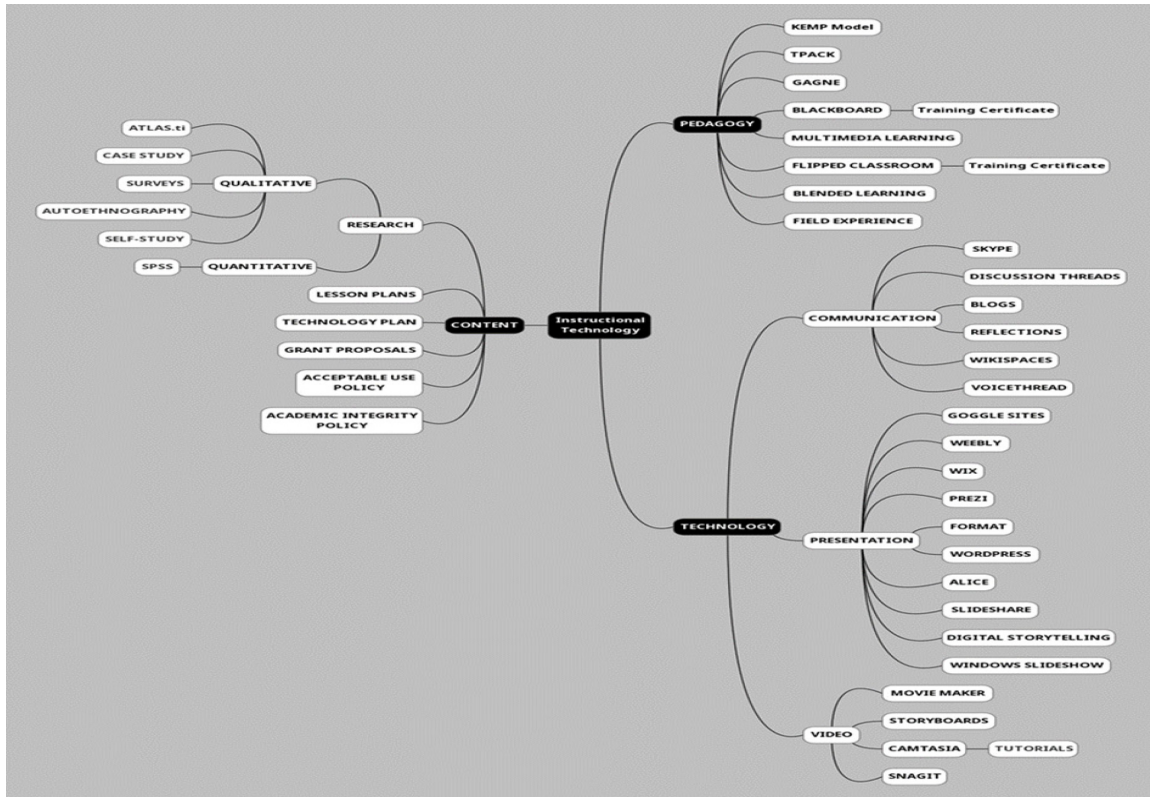 KEMP Model
TPACK
GAGNE
BLACKBOARD
Training Certificate
PEDAGOGY
MULTIMEDIA LEARNING
FLIPPED CLASSROOM
Training Certificate
BLENDED LEARNING
FIELD EXPERIENCE
ATLAS.ti
CASE STUDY
SURVEYS
QUALITATIVE
AUTOETHNOGRAPHY
SELF-STUDY
RESEARCH
SPSS
QUANTITATIVE
LESSON PLANS
TECHNOLOGY PLAN
GRANT PROPOSALS
ACCEPTABLE USE
POLICY
ACADEMIC INTEGRITY
POLICY
CONTENT
Instructional
Technology
SKYPE
DISCUSSION THREADS
BLOGS
COMMUNICATION
REFLECTIONS
WIKISPACES
VOICETHREAD
GOGGLE SITES
WEEBLY
WIX
PREZI
FORMAT
TECHNOLOGY
PRESENTATION
WORDPRESS
ALICE
SLIDESHARE
DIGITAL STORYTELLING
WINDOWS SLIDESHOW
MOVIE MAKER
STORYBOARDS
VIDEO
CAMTASIA
TUTORIALS
SNAGIT